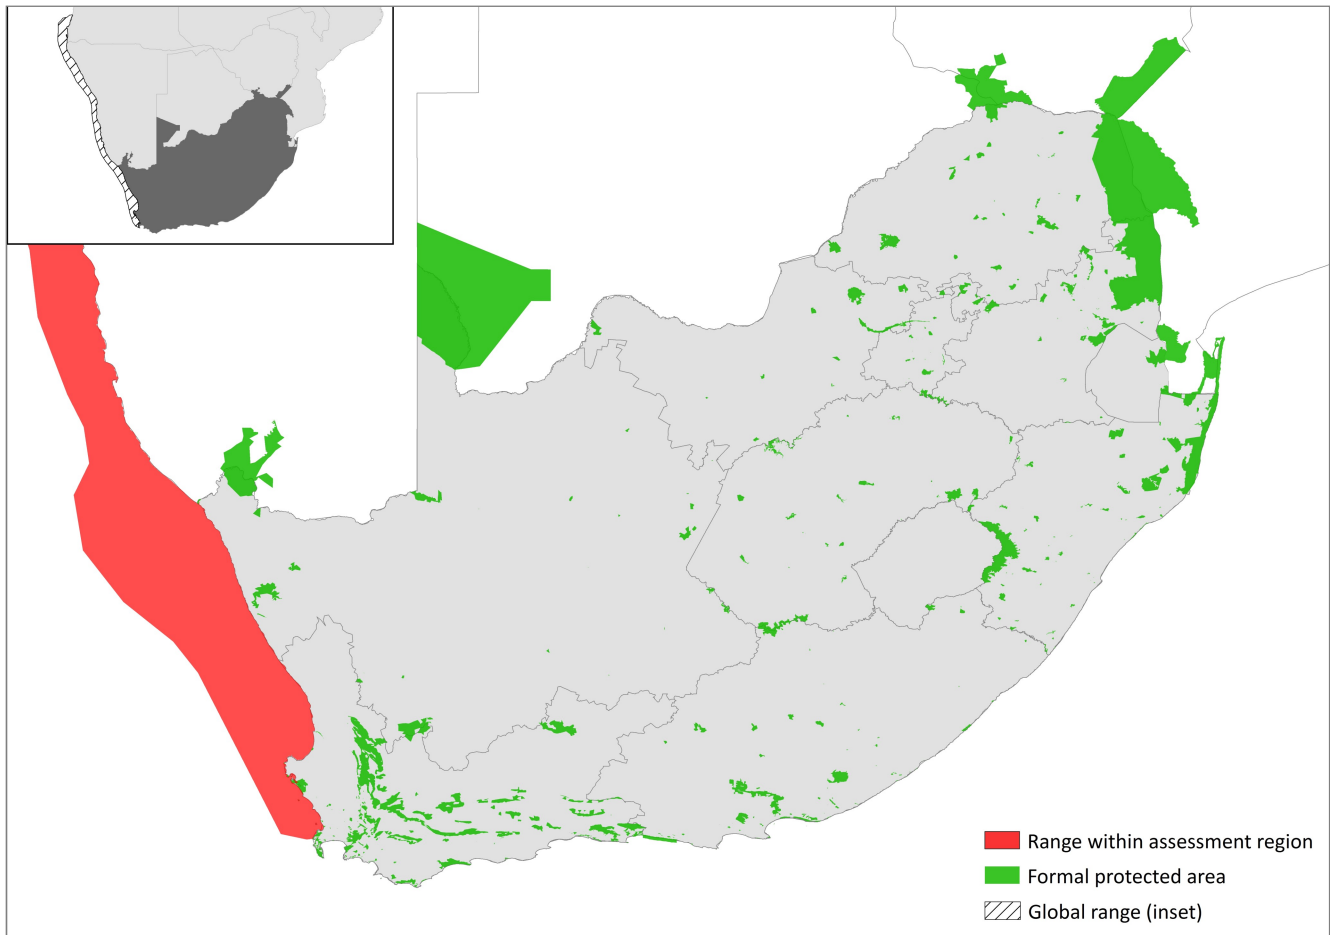 Range within assessment region
Formal protected area
Global range (inset)